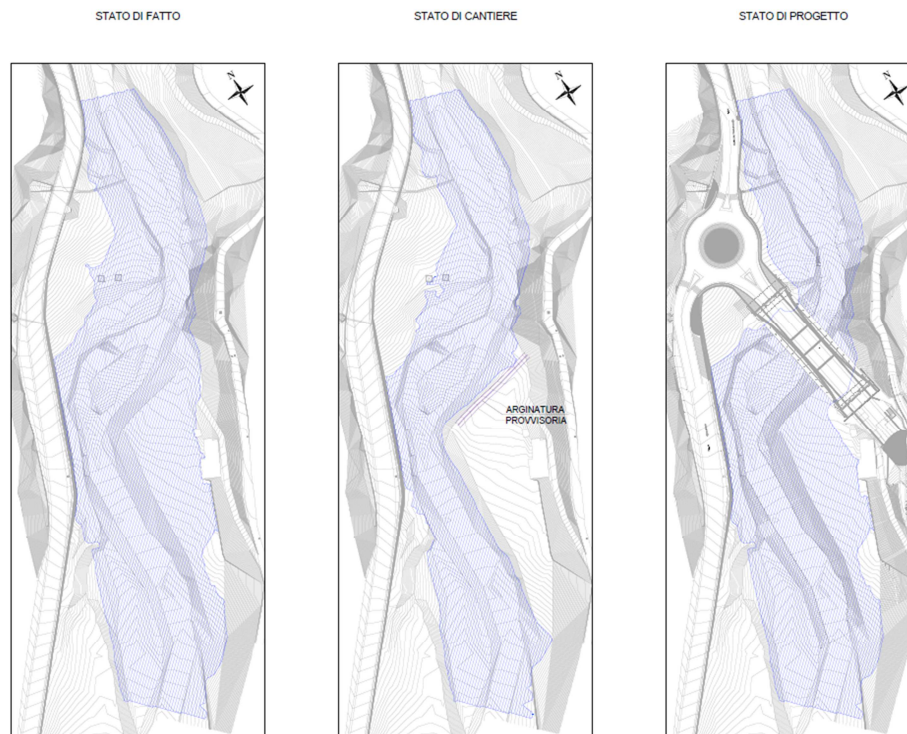 STATO DI FATTO
STATO DI CANTIERE
STATO DI PROGETTO
N
N
N
ARGINATURA
PROVVISORIA